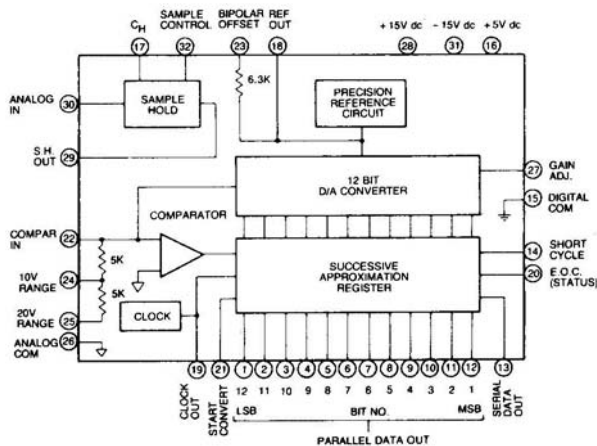 C_H
SAMPLE CONTROL
BIPOLAR OFFSET
REF OUT
+15V dc
-15V dc
+5V dc
17
32
23
18
28
31
16
6.3K
ANALOG IN
30
SAMPLE HOLD
PRECISION REFERENCE CIRCUIT
S.H. OUT
29
12 BIT D/A CONVERTER
27
GAIN ADJ.
15
DIGITAL COM
COMPARATOR
COMPAR IN
22
5K
10V RANGE
24
5K
20V RANGE
25
ANALOG COM
26
CLOCK
SUCCESSIVE APPROXIMATION REGISTER
14
SHORT CYCLE
20
E.O.C. (STATUS)
19 21 1 2 3 4 5 6 7 8 9 10 11 12 13
CLOCK OUT
START CONVERT
12 11 10 9 8 7 6 5 4 3 2 1
SERIAL DATA OUT
LSB BIT NO. MSB
PARALLEL DATA OUT